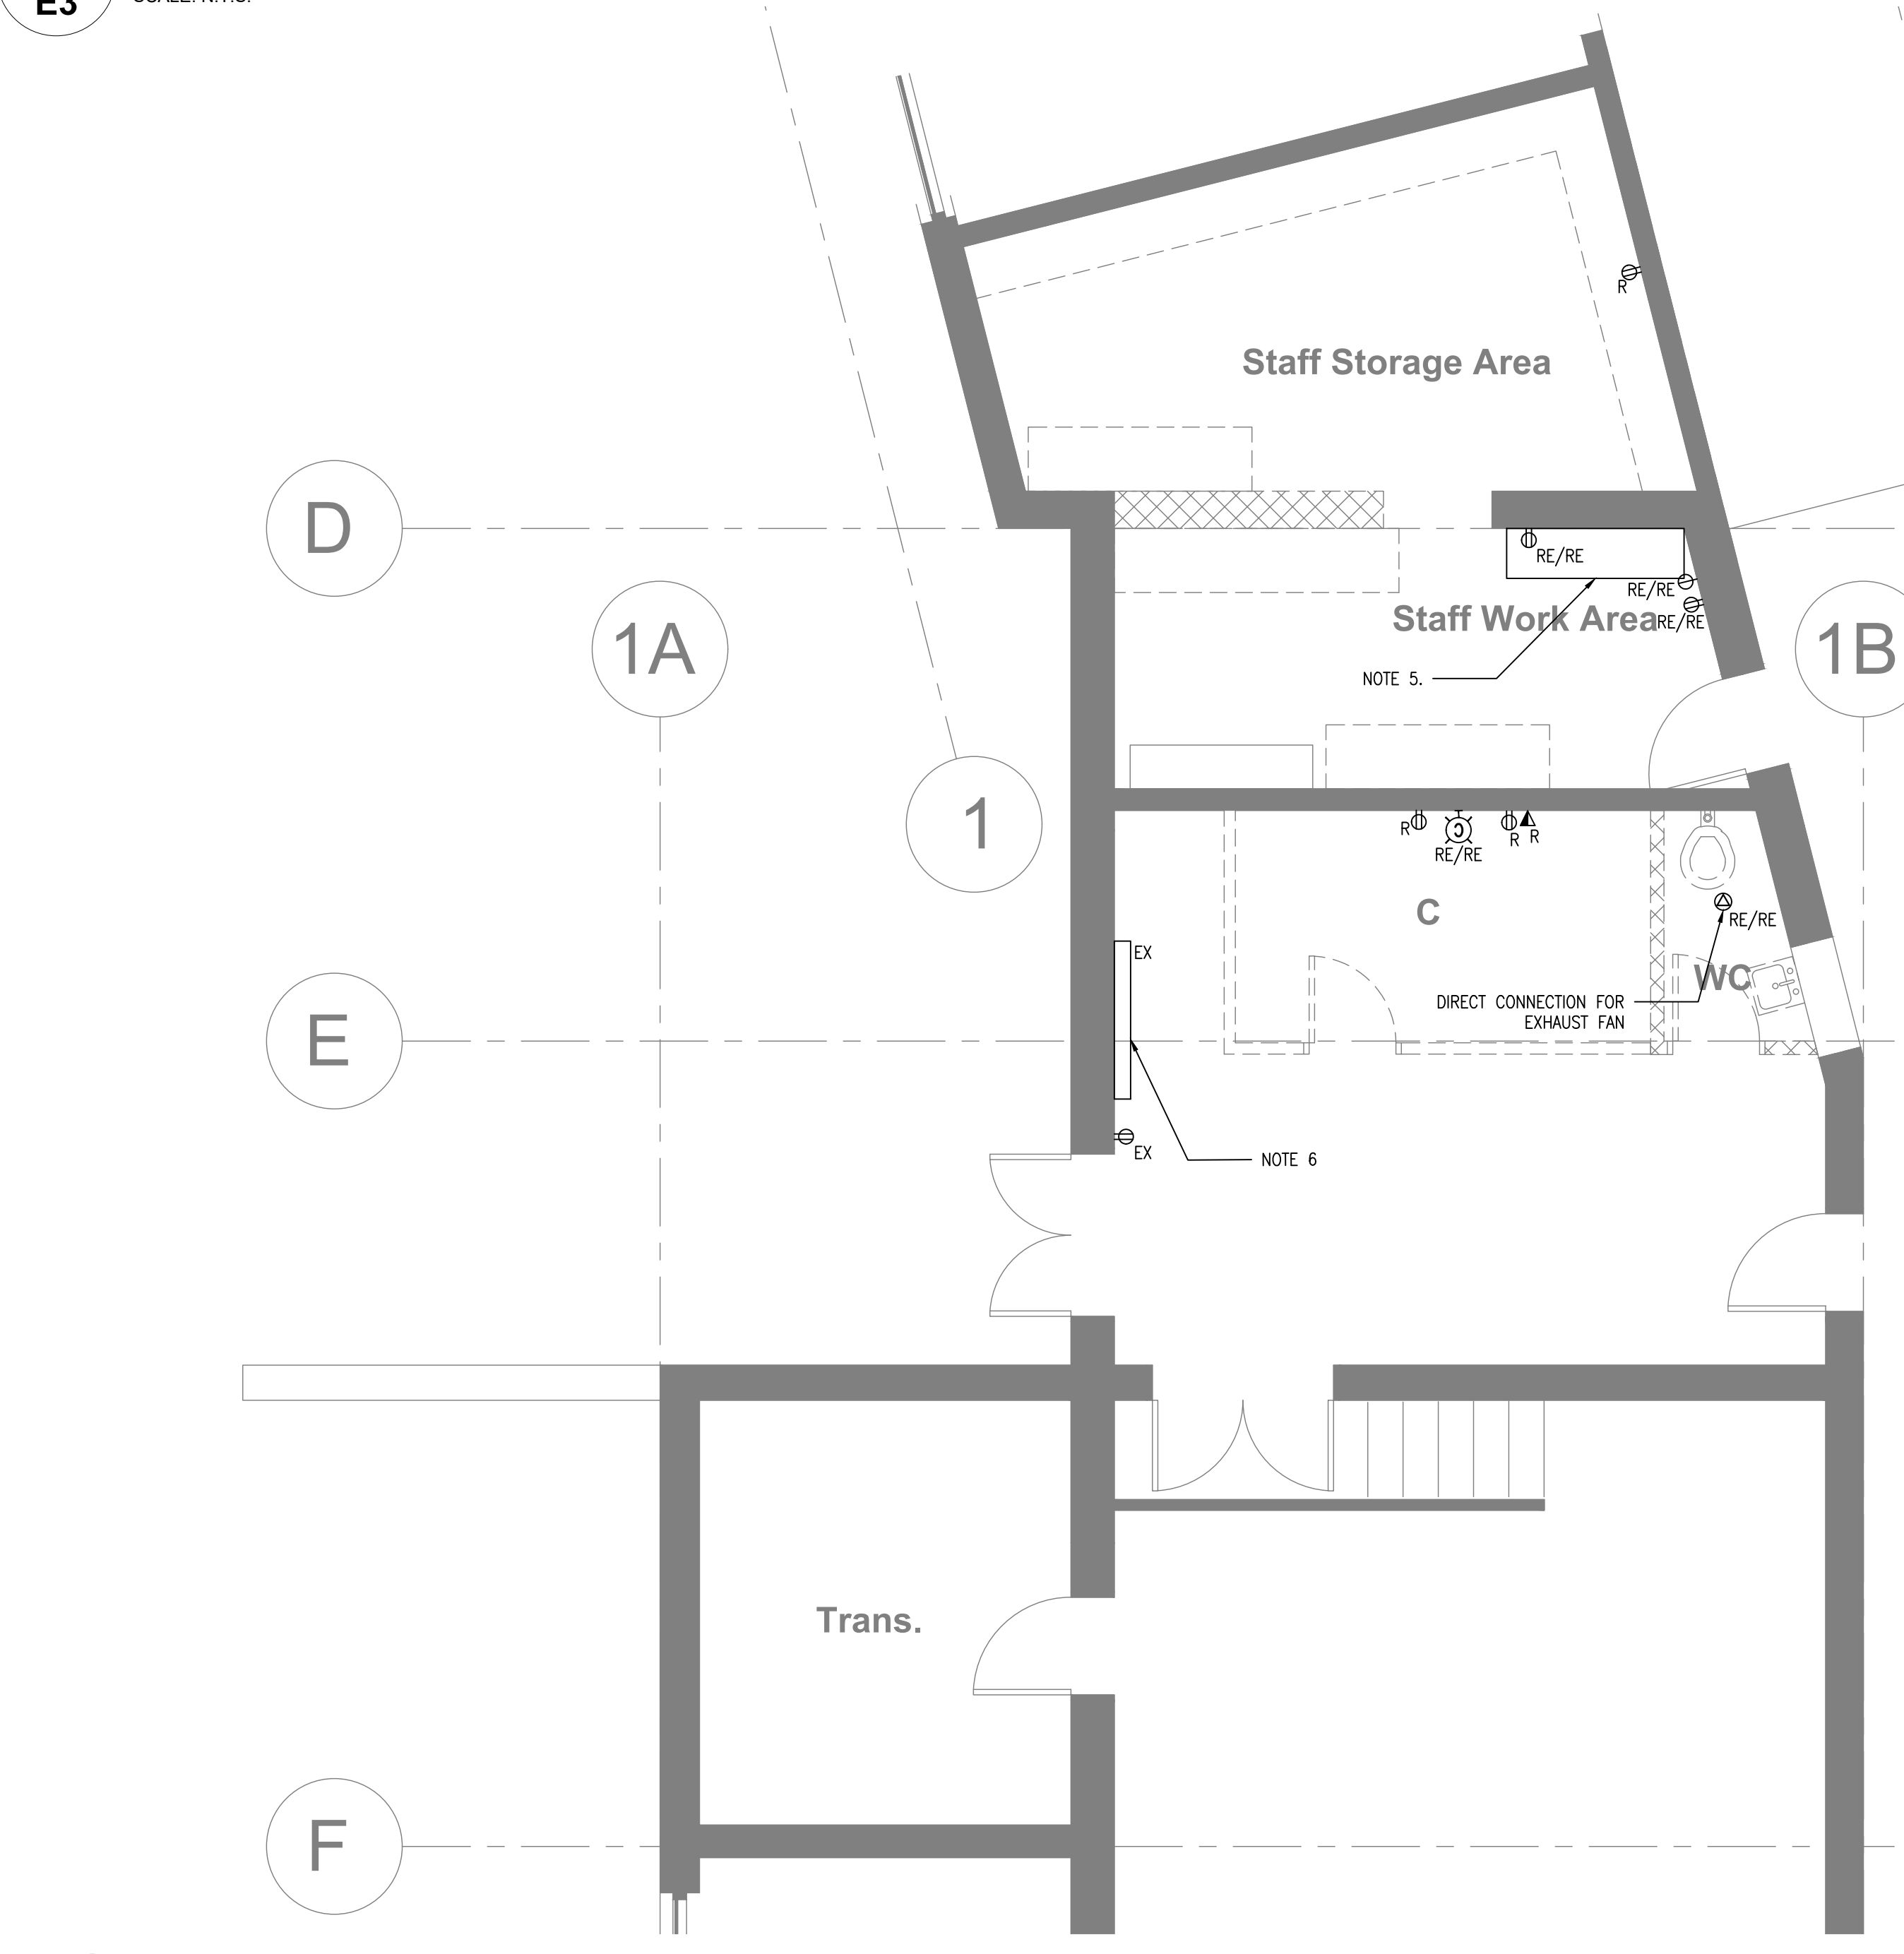 E3
R
Staff Storage Area
D
RE/RE
RE/RE
Staff Work Area
RE/RE
1A
1B
NOTE 5.
1
R
RE/RE
R
R
C
RE/RE
EX
WC
DIRECT CONNECTION FOR
EXHAUST FAN
E
EX
NOTE 6
Trans.
F